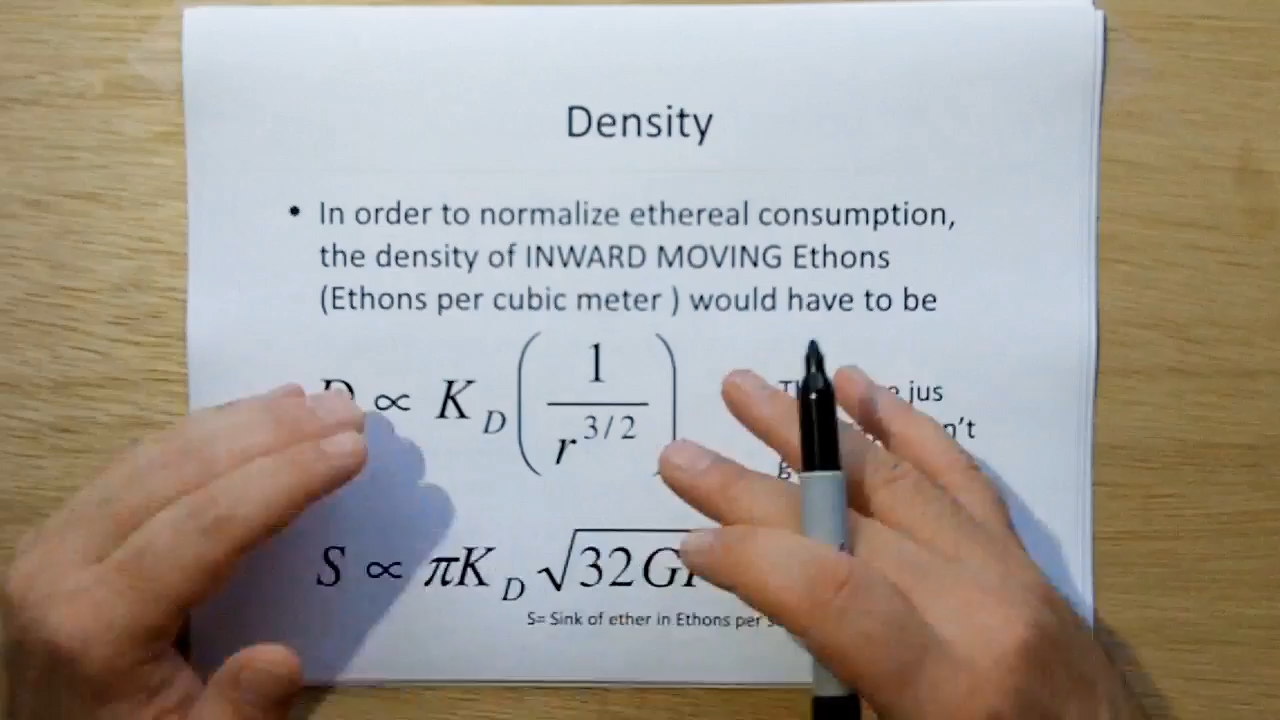 Density
• In order to normalize ethereal consumption,
the density of INWARD MOVING Ethons
(Ethons per cubic meter ) would have to be
D ∝ K_D (1 / r^{3/2})
jus
S ∝ πK_D √32G
S= Sink of ether in Ethons per